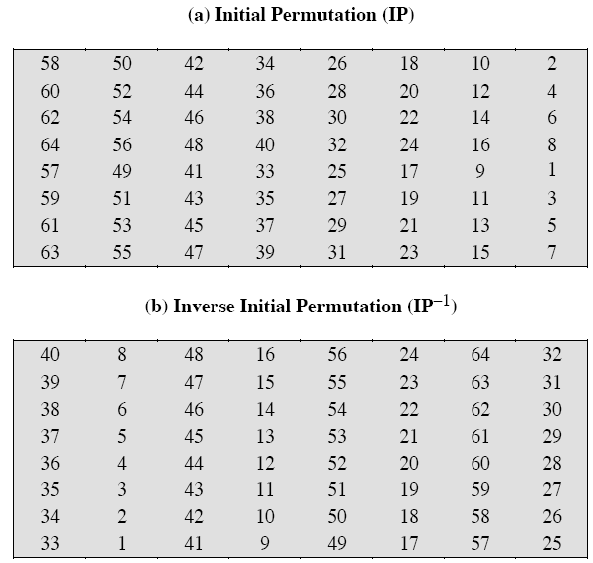 (a) Initial Permutation (IP)
58 50 42 34 26 18 10 2
60 52 44 36 28 20 12 4
62 54 46 38 30 22 14 6
64 56 48 40 32 24 16 8
57 49 41 33 25 17 9 1
59 51 43 35 27 19 11 3
61 53 45 37 29 21 13 5
63 55 47 39 31 23 15 7
(b) Inverse Initial Permutation (IP–1)
40 8 48 16 56 24 64 32
39 7 47 15 55 23 63 31
38 6 46 14 54 22 62 30
37 5 45 13 53 21 61 29
36 4 44 12 52 20 60 28
35 3 43 11 51 19 59 27
34 2 42 10 50 18 58 26
33 1 41 9 49 17 57 25